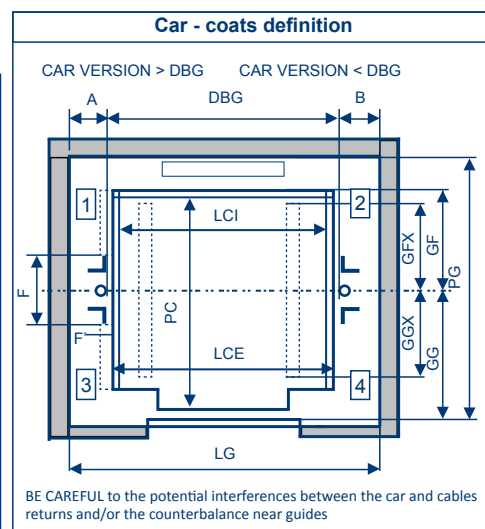 Car - coats definition
CAR VERSION > DBG CAR VERSION < DBG
A DBG B
1 2
LCI
GFX GF PG
F PC
F'
GGX GG
LCE
3 4
LG
BE CAREFUL to the potential interferences between the car and cables
returns and/or the counterbalance near guides